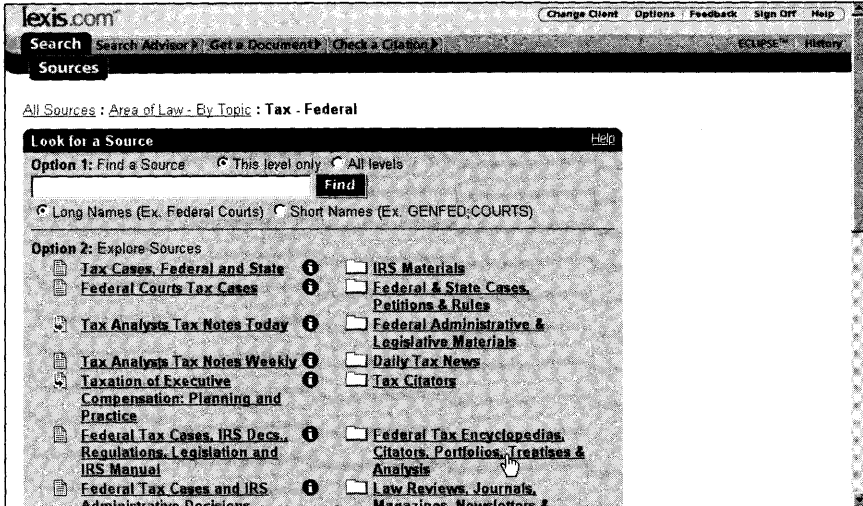 lexis.com™
Change Client Options Feedback Sign Off Help
Search Search Advisor Get a Document Check a Citation ECLIPSE™ History
Sources
All Sources : Area of Law - By Topic : Tax - Federal
Look for a Source Help
Option 1: Find a Source This level only All levels
Find
Long Names (Ex. Federal Courts) Short Names (Ex. GENFED;COURTS)
Option 2: Explore Sources
Tax Cases, Federal and State
Federal Courts Tax Cases
Tax Analysts Tax Notes Today
Tax Analysts Tax Notes Weekly
Taxation of Executive
Compensation: Planning and
Practice
Federal Tax Cases, IRS Decs.,
Regulations, Legislation and
IRS Manual
Federal Tax Cases and IRS
Administrative Decisions
IRS Materials
Federal & State Cases,
Petitions & Rules
Federal Administrative &
Legislative Materials
Daily Tax News
Tax Citators
Federal Tax Encyclopedias,
Citators, Portfolios, Treatises &
Analysis
Law Reviews, Journals,
Magazines, Newsletters &